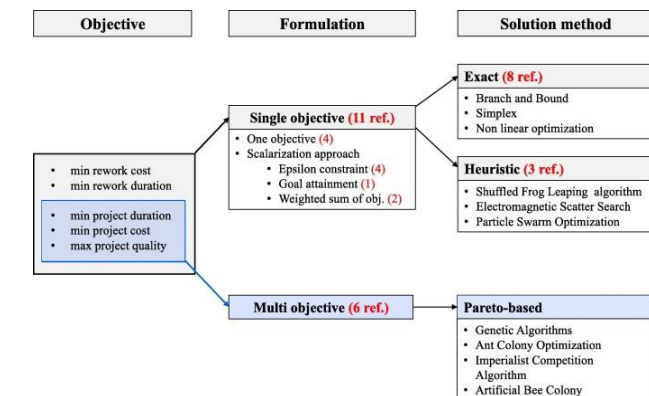 Objective
Formulation
Solution method
• min rework cost
• min rework duration
• min project duration
• min project cost
• max project quality
Single objective (11 ref.)
• One objective (4)
• Scalarization approach
• Epsilon constraint (4)
• Goal attainment (1)
• Weighted sum of obj. (2)
Multi objective (6 ref.)
Exact (8 ref.)
• Branch and Bound
• Simplex
• Non linear optimization
Heuristic (3 ref.)
• Shuffled Frog Leaping algorithm
• Electromagnetic Scatter Search
• Particle Swarm Optimization
Pareto-based
• Genetic Algorithms
• Ant Colony Optimization
• Imperialist Competition
Algorithm
• Artificial Bee Colony